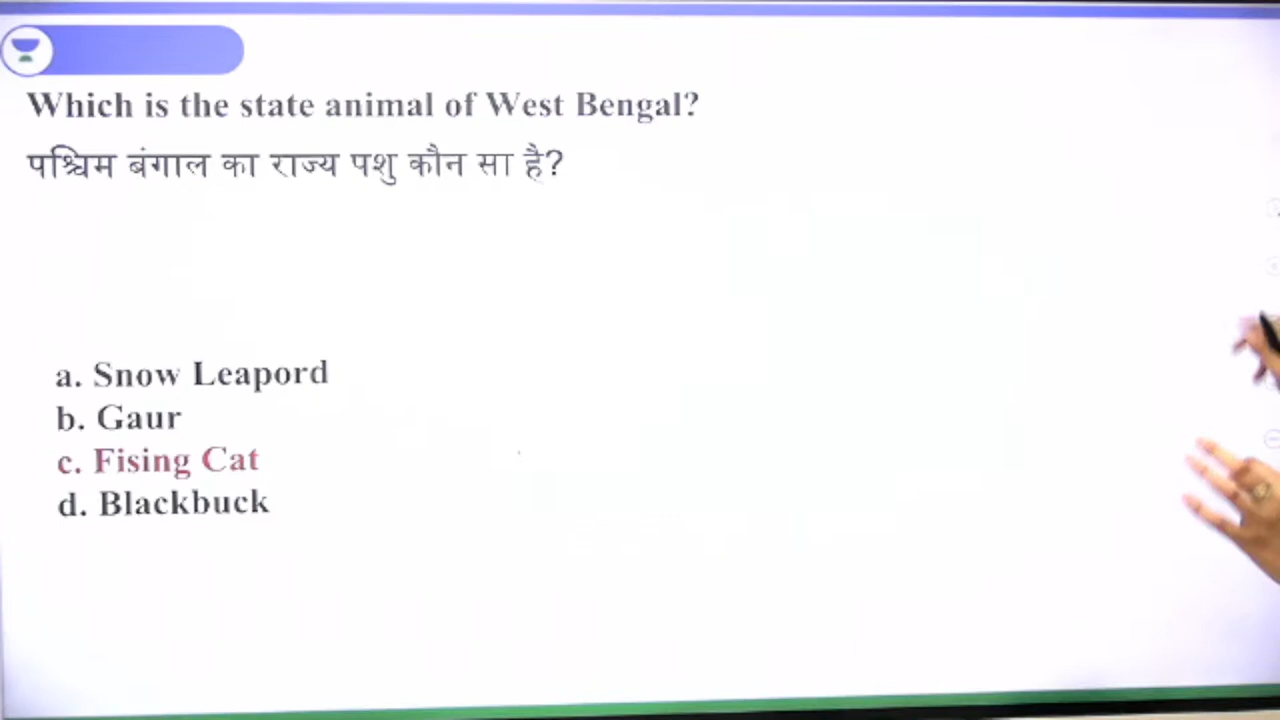 Which is the state animal of West Bengal?
पश्चिम बंगाल का राज्य पशु कौन सा है?
a. Snow Leapord
b. Gaur
c. Fising Cat
d. Blackbuck